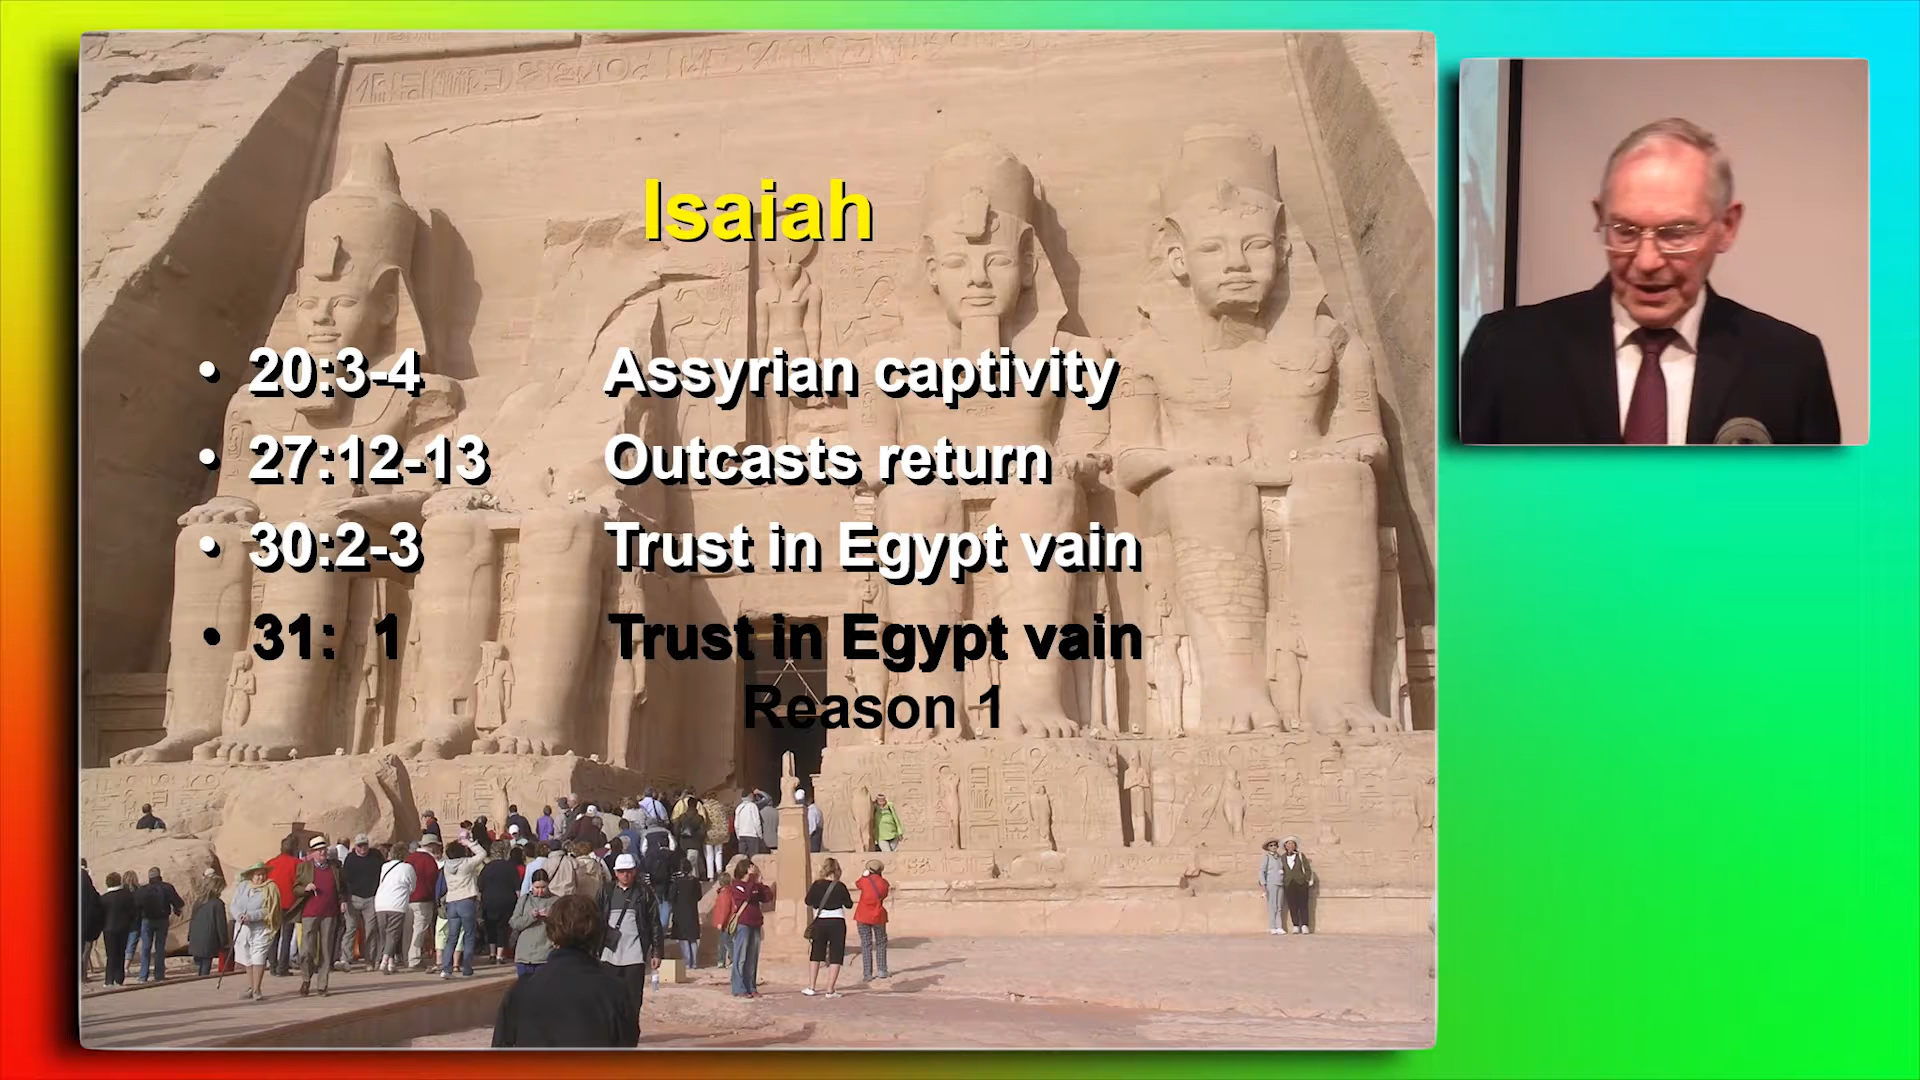 Isaiah
• 20:3-4 Assyrian captivity
• 27:12-13 Outcasts return
• 30:2-3 Trust in Egypt vain
• 31: 1 Trust in Egypt vain
Reason 1